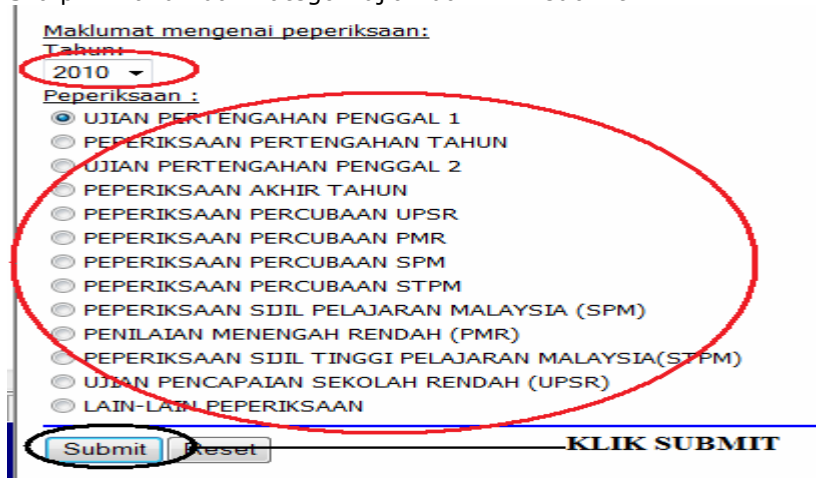 Maklumat mengenai peperiksaan:
Tahun:
2010
Peperiksaan :
UJIAN PERTENGAHAN PENGGAL 1
PEPERIKSAAN PERTENGAHAN TAHUN
UJIAN PERTENGAHAN PENGGAL 2
PEPERIKSAAN AKHIR TAHUN
PEPERIKSAAN PERCUBAAN UPSR
PEPERIKSAAN PERCUBAAN PMR
PEPERIKSAAN PERCUBAAN SPM
PEPERIKSAAN PERCUBAAN STPM
PEPERIKSAAN SIJIL PELAJARAN MALAYSIA (SPM)
PENILAIAN MENENGAH RENDAH (PMR)
PEPERIKSAAN SIJIL TINGGI PELAJARAN MALAYSIA(STPM)
UJIAN PENCAPAIAN SEKOLAH RENDAH (UPSR)
LAIN-LAIN PEPERIKSAAN
Submit Reset KLIK SUBMIT